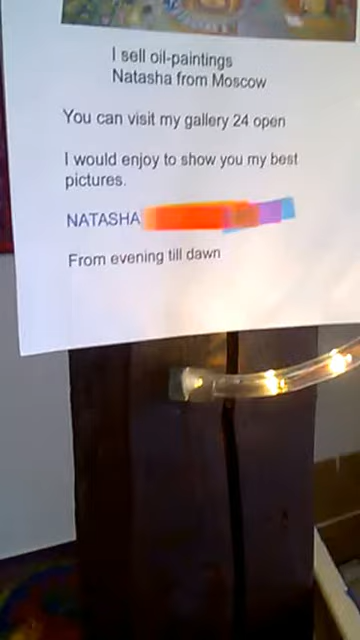 I sell oil-paintings
Natasha from Moscow
You can visit my gallery 24 open
I would enjoy to show you my best
pictures.
NATASHA
From evening till dawn